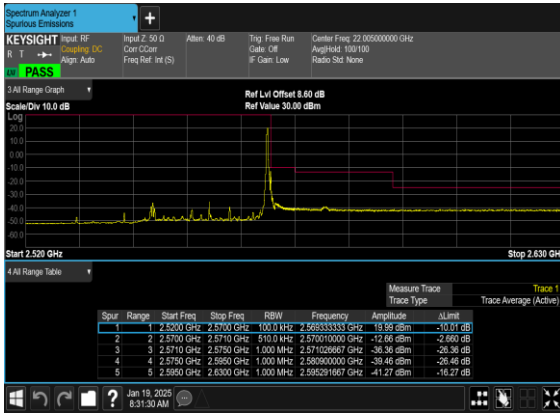 Spectrum Analyzer 1
Spurious Emissions
KEYSIGHT Input: RF Input Z: 50 Ω Atten: 40 dB Trig: Free Run Center Freq: 22.005000000 GHz
R T Coupling: DC Corr CCorr Gate: Off Avg|Hold: 100/100
Align: Auto Freq Ref: Int (S) IF Gain: Low Radio Std: None
PASS
3 All Range Graph
Ref Lvl Offset 8.60 dB
Scale/Div 10.0 dB Ref Value 30.00 dBm
Log
20.0
10.0
0.00
-10.0
-20.0
-30.0
-40.0
-50.0
-60.0
Start 2.520 GHz Stop 2.630 GH
4 All Range Table
Measure Trace Trace 1
Trace Type Trace Average (Active)
Spur Range Start Freq Stop Freq RBW Frequency Amplitude ΔLimit
1 1 2.5200 GHz 2.5700 GHz 100.0 kHz 2.569333333 GHz 19.99 dBm -10.01 dB
2 2 2.5700 GHz 2.5710 GHz 510.0 kHz 2.570010000 GHz -12.66 dBm -2.660 dB
3 3 2.5710 GHz 2.5750 GHz 1.000 MHz 2.571026667 GHz -36.36 dBm -26.36 dB
4 4 2.5750 GHz 2.5950 GHz 1.000 MHz 2.580900000 GHz -39.46 dBm -26.46 dB
5 5 2.5950 GHz 2.6300 GHz 1.000 MHz 2.595291667 GHz -41.27 dBm -16.27 dB
Jan 19, 2025
8:31:30 AM